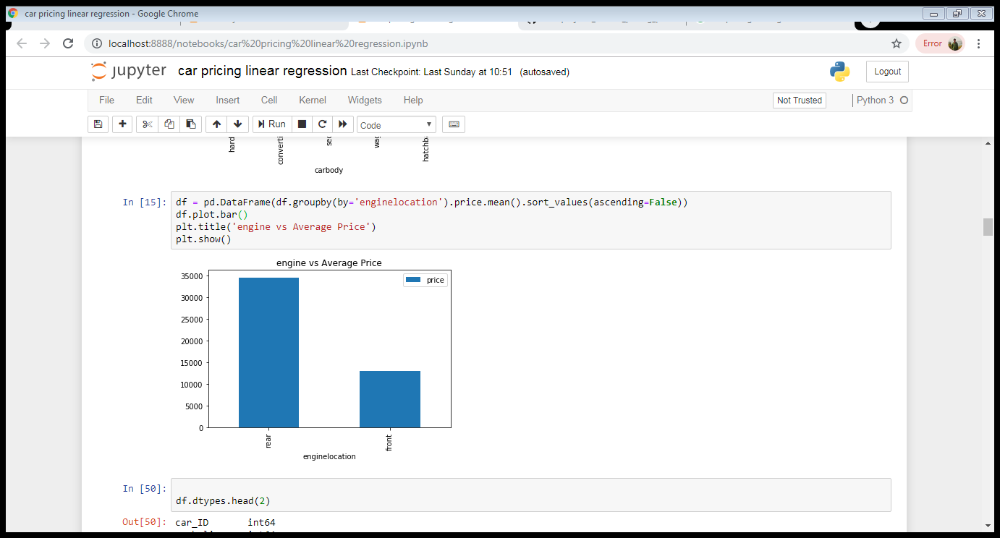 car pricing linear regression - Google Chrome
localhost:8888/notebooks/car%20pricing%20linear%20regression.ipynb
Error
jupyter car pricing linear regression Last Checkpoint: Last Sunday at 10:51 (autosaved)
Logout
File Edit View Insert Cell Kernel Widgets Help
Not Trusted
Python 3
Run
Code
carbody
In [15]:
df = pd.DataFrame(df.groupby(by='enginelocation').price.mean().sort_values(ascending=False))
df.plot.bar()
plt.title('engine vs Average Price')
plt.show()
engine vs Average Price
price
35000
30000
25000
20000
15000
10000
5000
0
rear
front
enginelocation
In [50]:
df.dtypes.head(2)
Out[50]:
car_ID int64